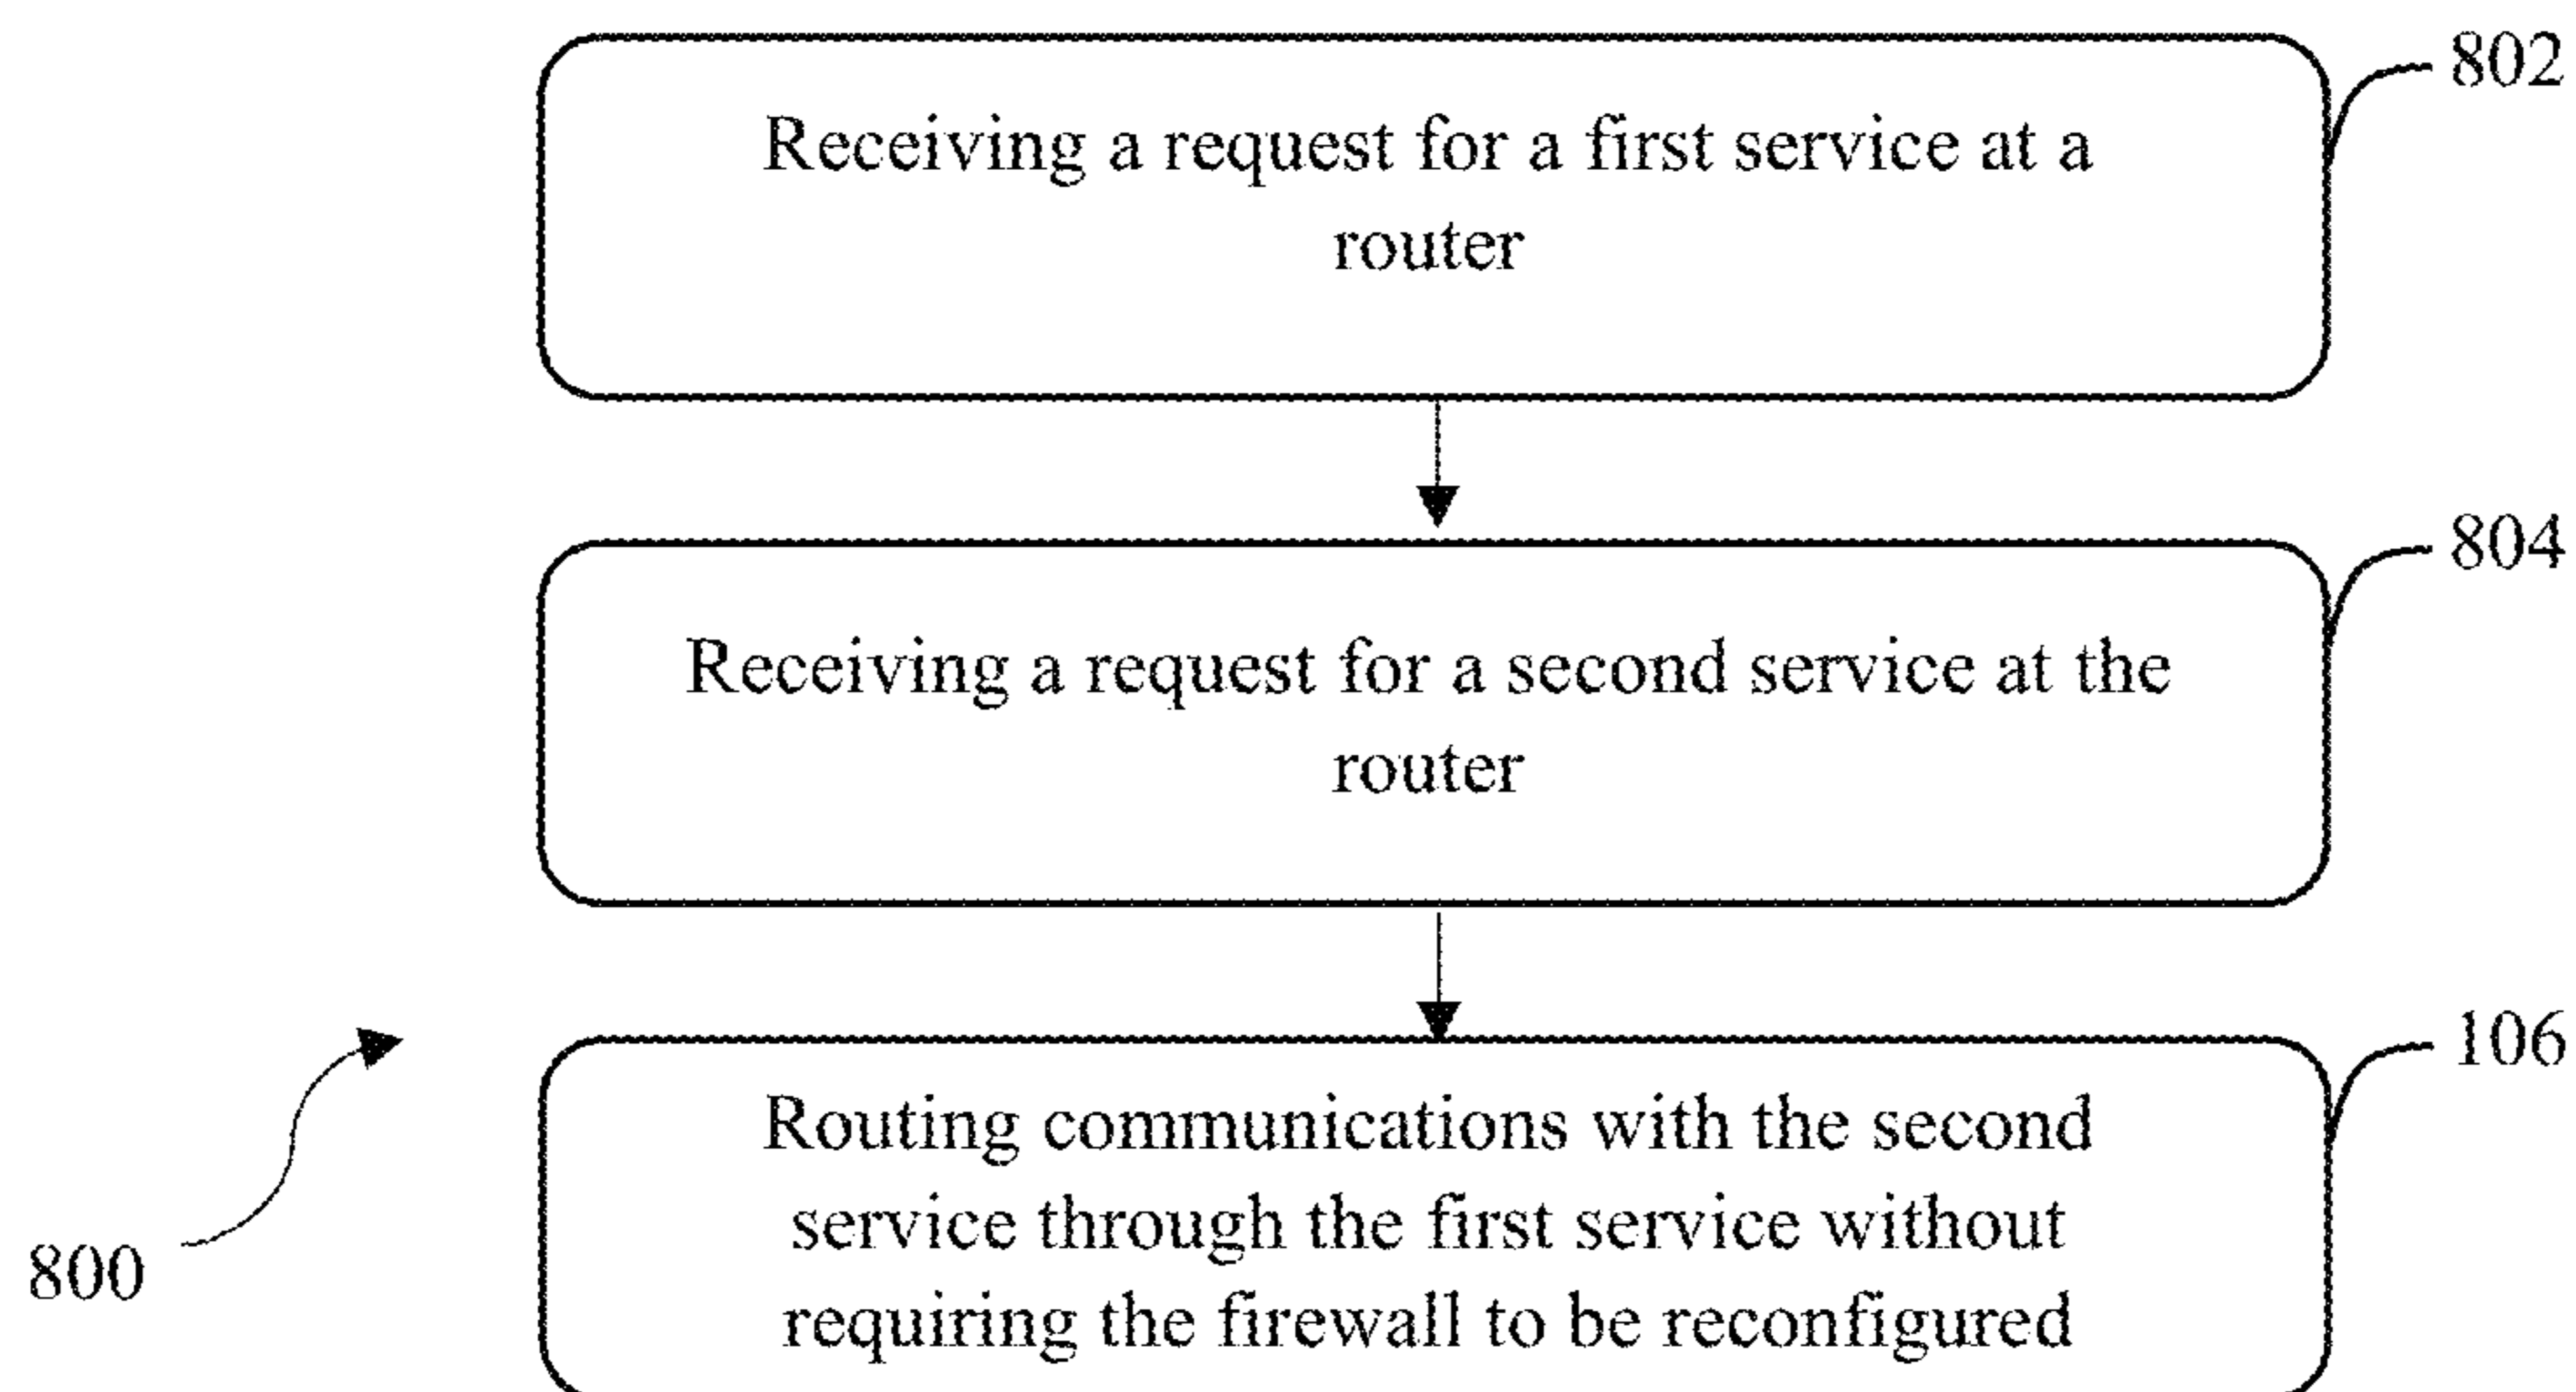 802
Receiving a request for a first service at a
router
804
Receiving a request for a second service at the
router
106
Routing communications with the second
service through the first service without
requiring the firewall to be reconfigured
800